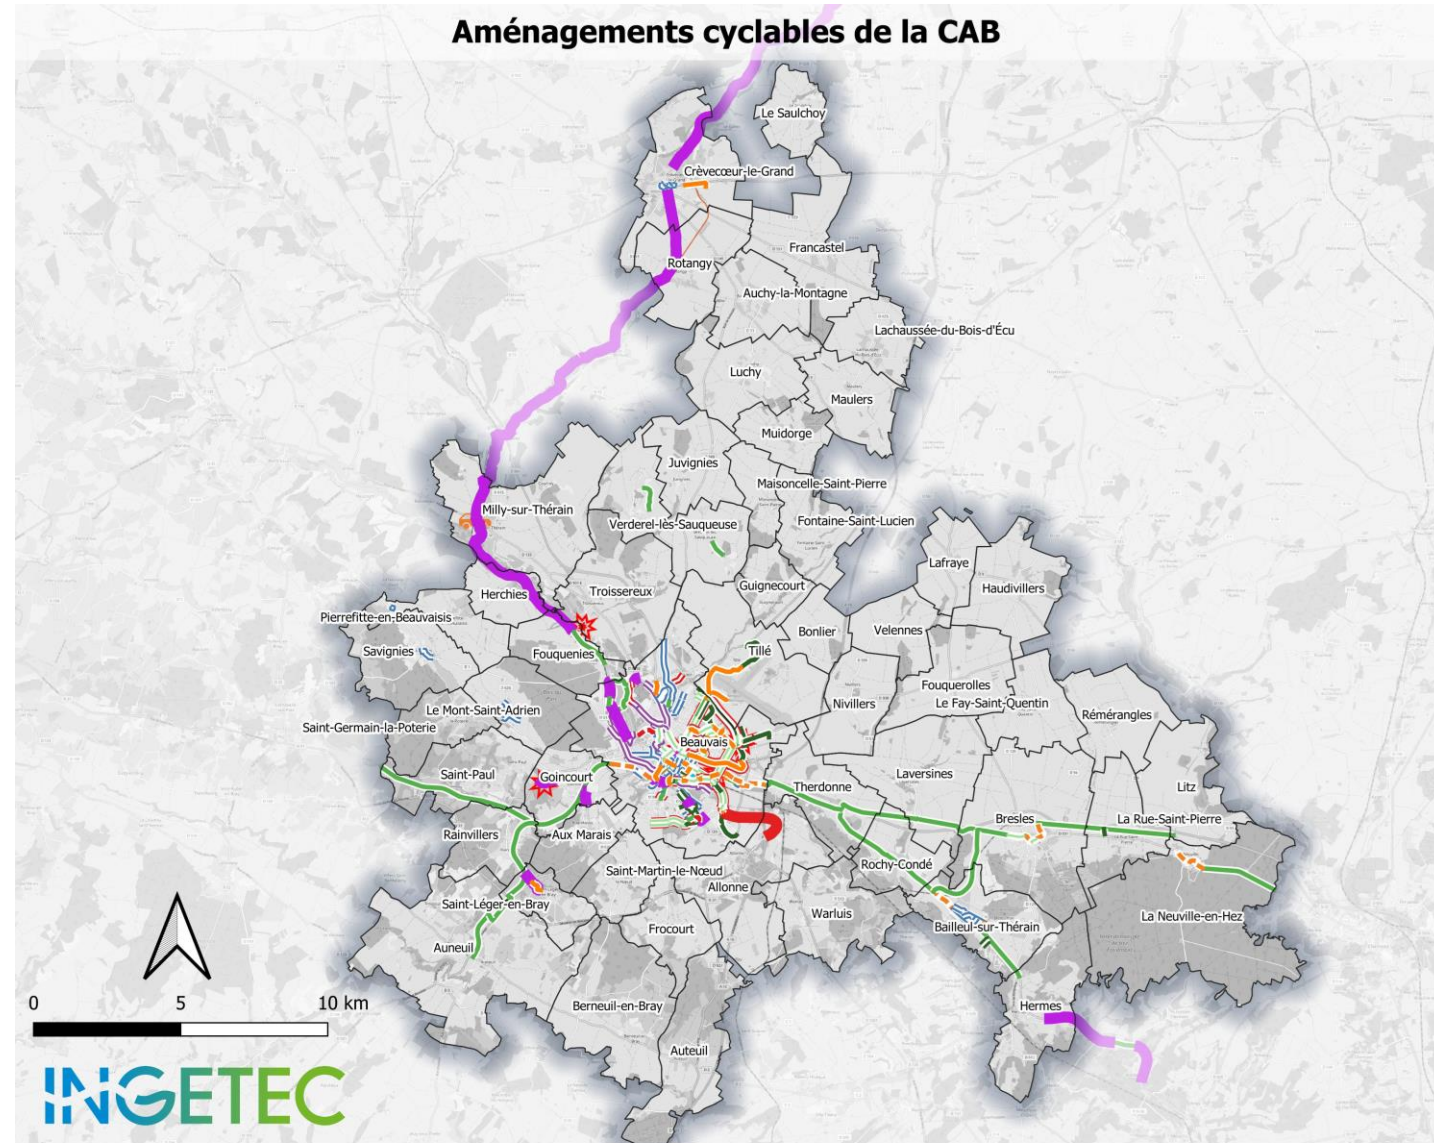 Aménagements cyclables de la CAB
Le Saulchoy
Crèvecœur-le-Grand
Francastel
Rotangy
Auchy-la-Montagne
Lachaussée-du-Bois-d'Écu
Luchy
Maulers
Muidorge
Juvignies
Maisoncelle-Saint-Pierre
Milly-sur-Thérain
Verderel-lès-Sauqueuse
Fontaine-Saint-Lucien
Lafraye
Haudivillers
Guignecourt
Troissereux
Herchies
Pierrefitte-en-Beauvaisis
Bonlier
Velennes
Savignies
Fouquenies
Tillé
Fouquerolles
Le Fay-Saint-Quentin
Nivillers
Le Mont-Saint-Adrien
Rémérangles
Saint-Germain-la-Poterie
Beauvais
Saint-Paul
Goincourt
Laversines
Therdonne
Litz
Bresles
La Rue-Saint-Pierre
Rainvillers
Aux Marais
Rochy-Condé
Saint-Martin-le-Nœud
Allonne
Saint-Léger-en-Bray
Warluis
La Neuville-en-Hez
Frocourt
Bailleul-sur-Thérain
Auneuil
0 5 10 km
Berneuil-en-Bray
Hermes
Auteuil
INGETEC